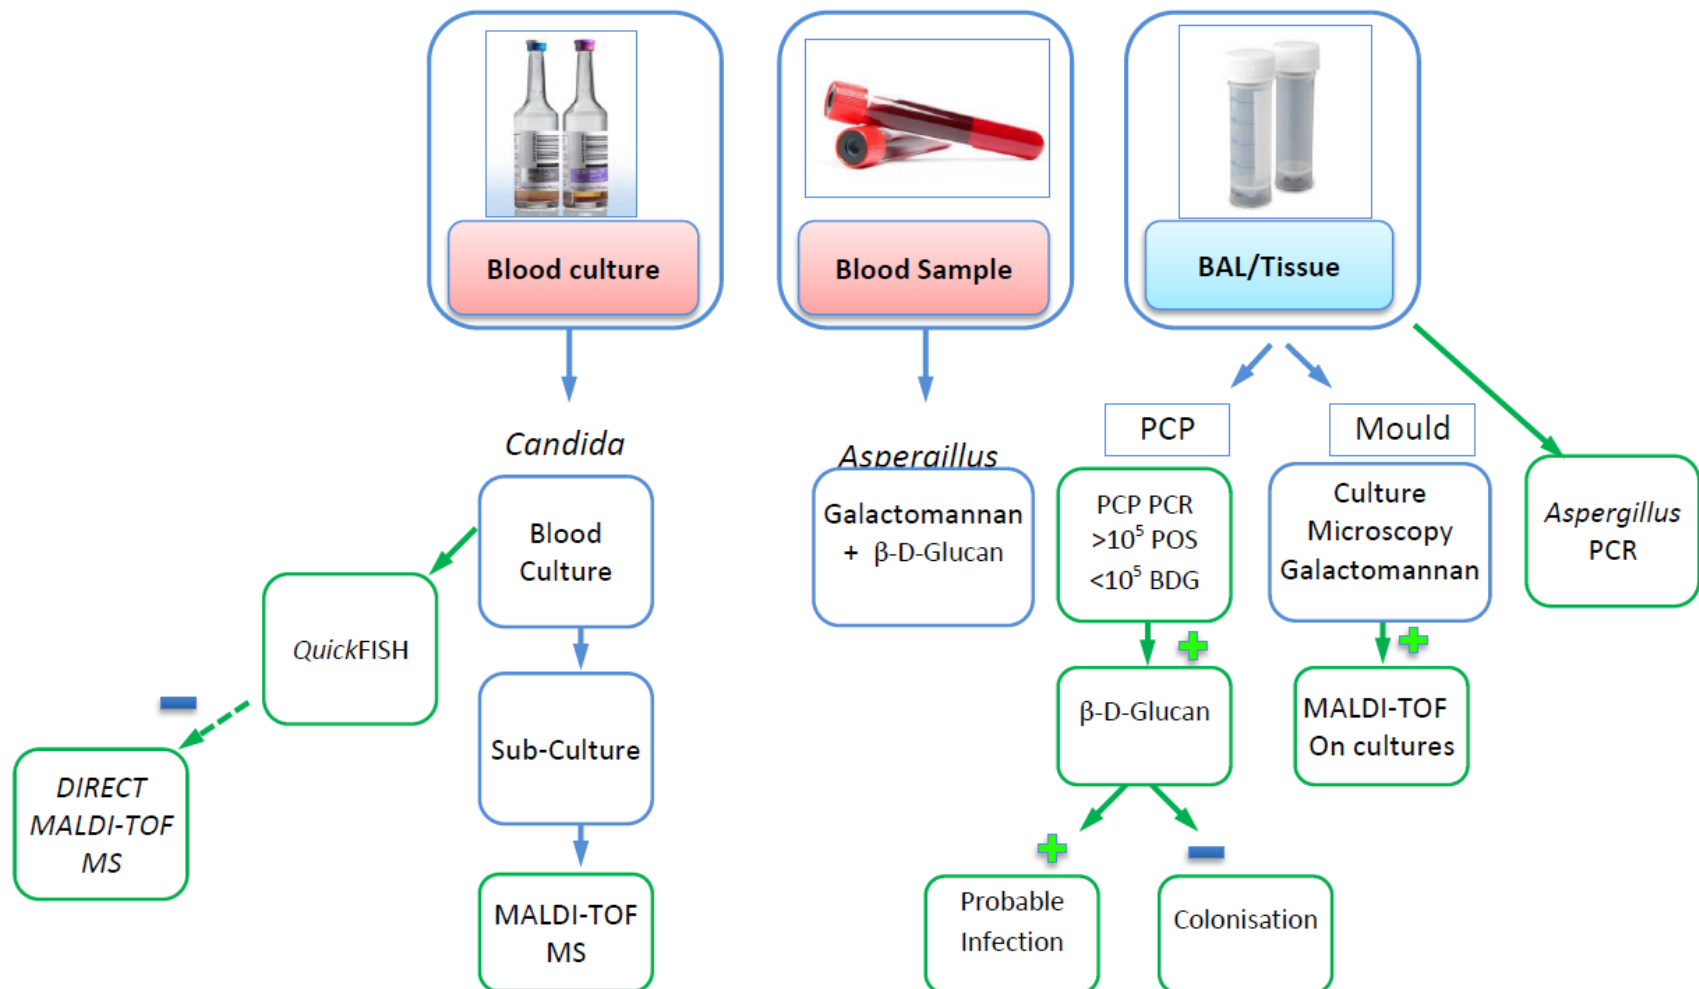 Blood culture
Blood Sample
BAL/Tissue
Candida
Blood
Culture
QuickFISH
DIRECT
MALDI-TOF
MS
Sub-Culture
MALDI-TOF
MS
Aspergillus
Galactomannan
+ β-D-Glucan
PCP
PCP PCR
>10⁵ POS
<10⁵ BDG
β-D-Glucan
Probable
Infection
Colonisation
Mould
Culture
Microscopy
Galactomannan
MALDI-TOF
On cultures
Aspergillus
PCR